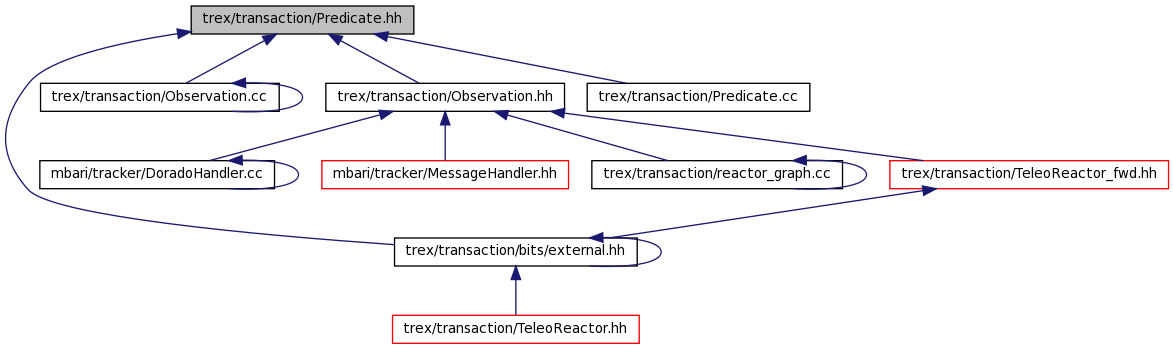 trex/transaction/Predicate.hh
trex/transaction/Observation.cc
trex/transaction/Observation.hh
trex/transaction/Predicate.cc
mbari/tracker/DoradoHandler.cc
mbari/tracker/MessageHandler.hh
trex/transaction/reactor_graph.cc
trex/transaction/TeleoReactor_fwd.hh
trex/transaction/bits/external.hh
trex/transaction/TeleoReactor.hh